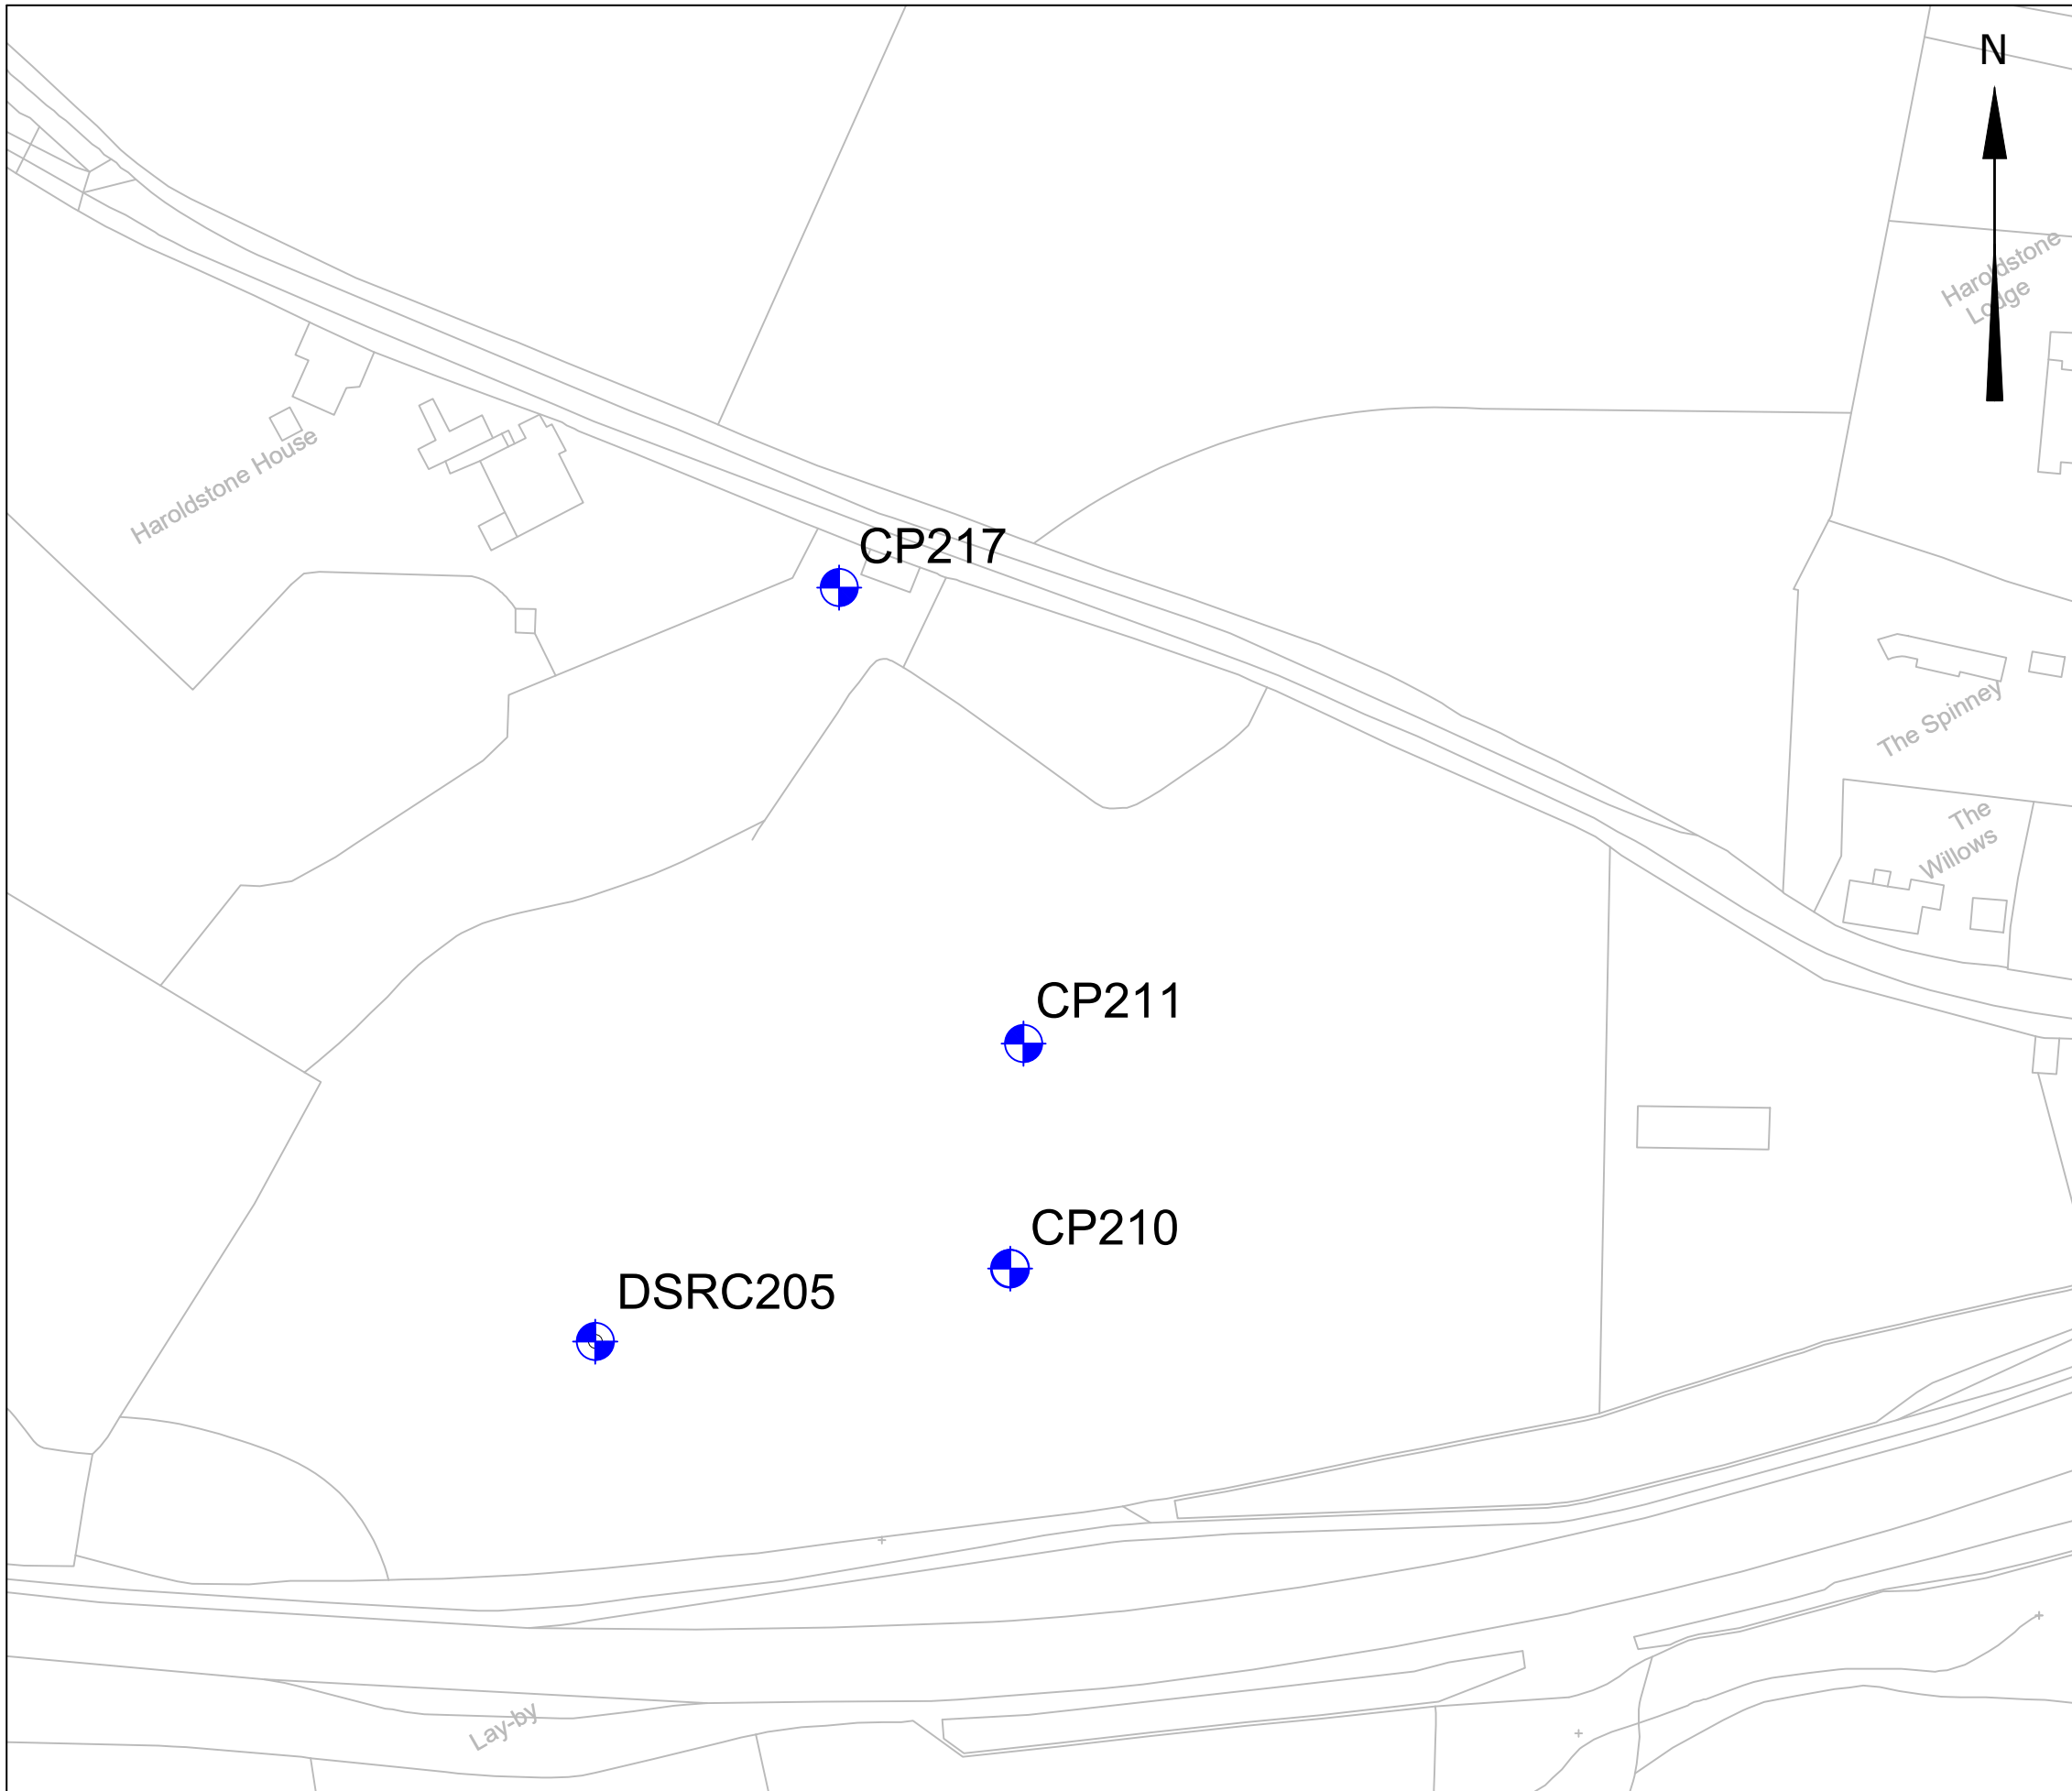 N
Haroldstone
Lodge
Haroldstone House
CP217
The Spinney
The
Willows
CP211
CP210
DSRC205
Lay-by